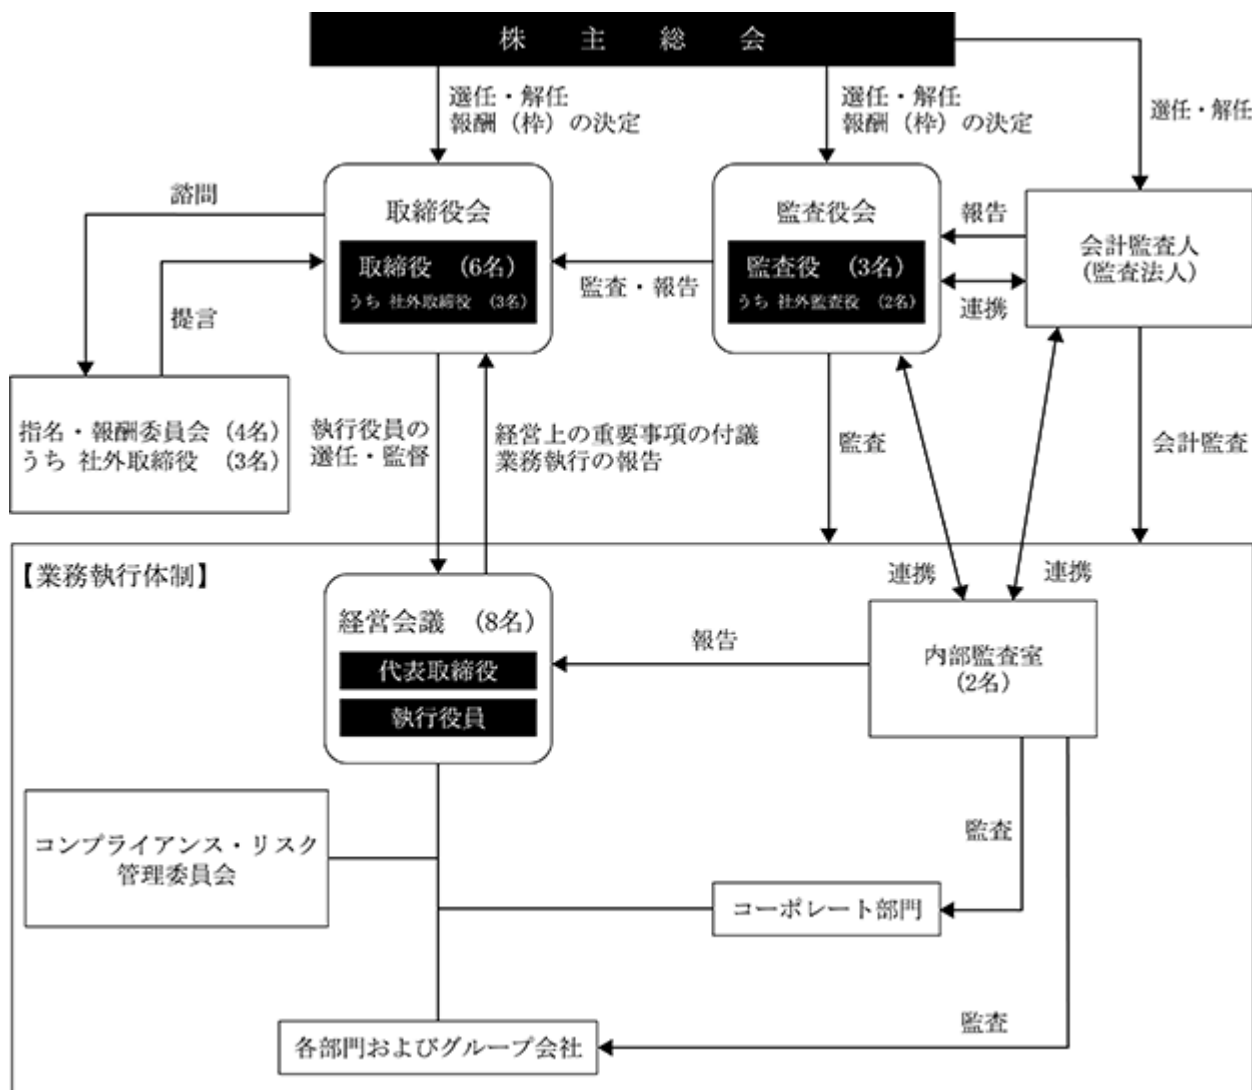 株主総会
選任・解任
報酬（枠）の決定
選任・解任
報酬（枠）の決定
選任・解任
諮問
取締役会
取締役　(6名)
うち 社外取締役　(3名)
提言
監査・報告
監査役会
監査役　(3名)
うち 社外監査役　(2名)
報告
連携
会計監査人
(監査法人)
指名・報酬委員会 (4名)
うち 社外取締役　(3名)
執行役員の
選任・監督
経営上の重要事項の付議
業務執行の報告
監査
会計監査
【業務執行体制】
連携
連携
経営会議　(8名)
代表取締役
執行役員
報告
内部監査室
(2名)
コンプライアンス・リスク
管理委員会
監査
コーポレート部門
監査
各部門およびグループ会社